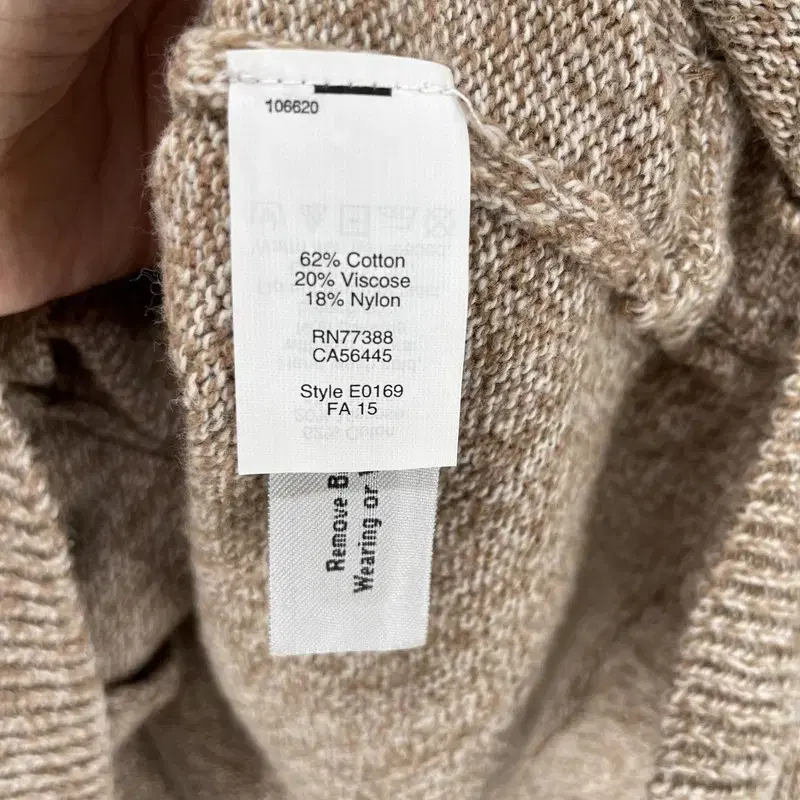 106620
62% Cotton
20% Viscose
18% Nylon
RN77388
CA56445
Style E0169
FA 15
Remove B
Wearing or